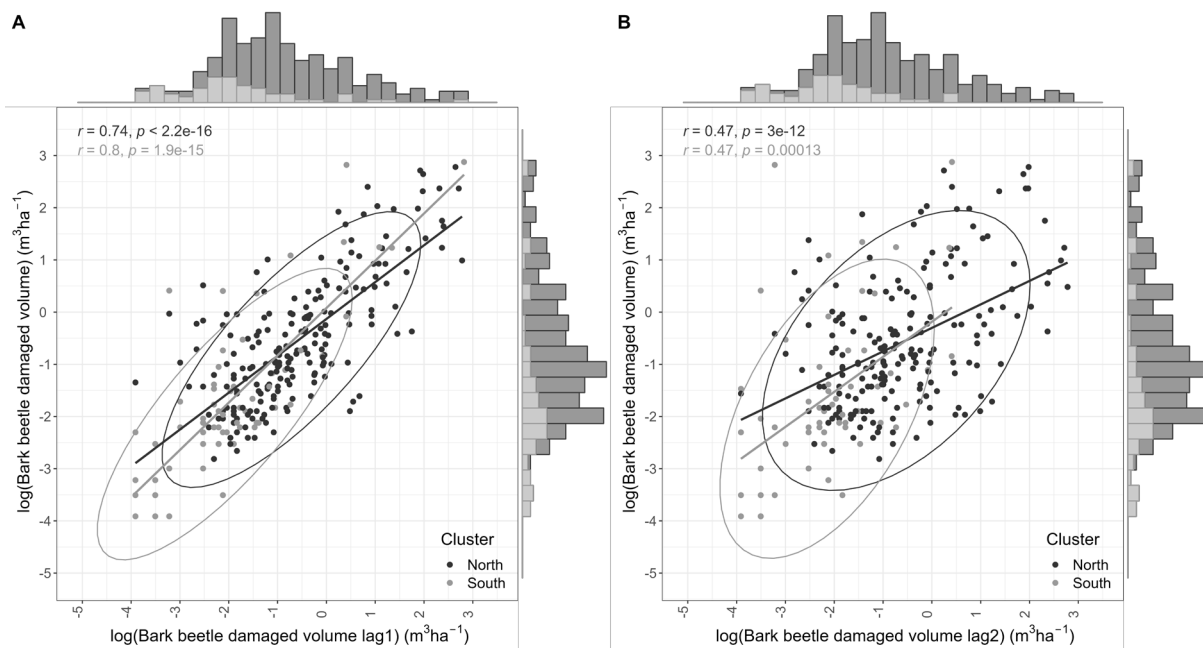 A
r = 0.74, p < 2.2e-16
r = 0.8, p = 1.9e-15
log(Bark beetle damaged volume) (m³ha⁻¹)
3
2
1
0
-1
-2
-3
-4
-5
-5 -4 -3 -2 -1 0 1 2 3
log(Bark beetle damaged volume lag1) (m³ha⁻¹)
Cluster
North
South
B
r = 0.47, p = 3e-12
r = 0.47, p = 0.00013
log(Bark beetle damaged volume) (m³ha⁻¹)
3
2
1
0
-1
-2
-3
-4
-5
-5 -4 -3 -2 -1 0 1 2 3
log(Bark beetle damaged volume lag2) (m³ha⁻¹)
Cluster
North
South